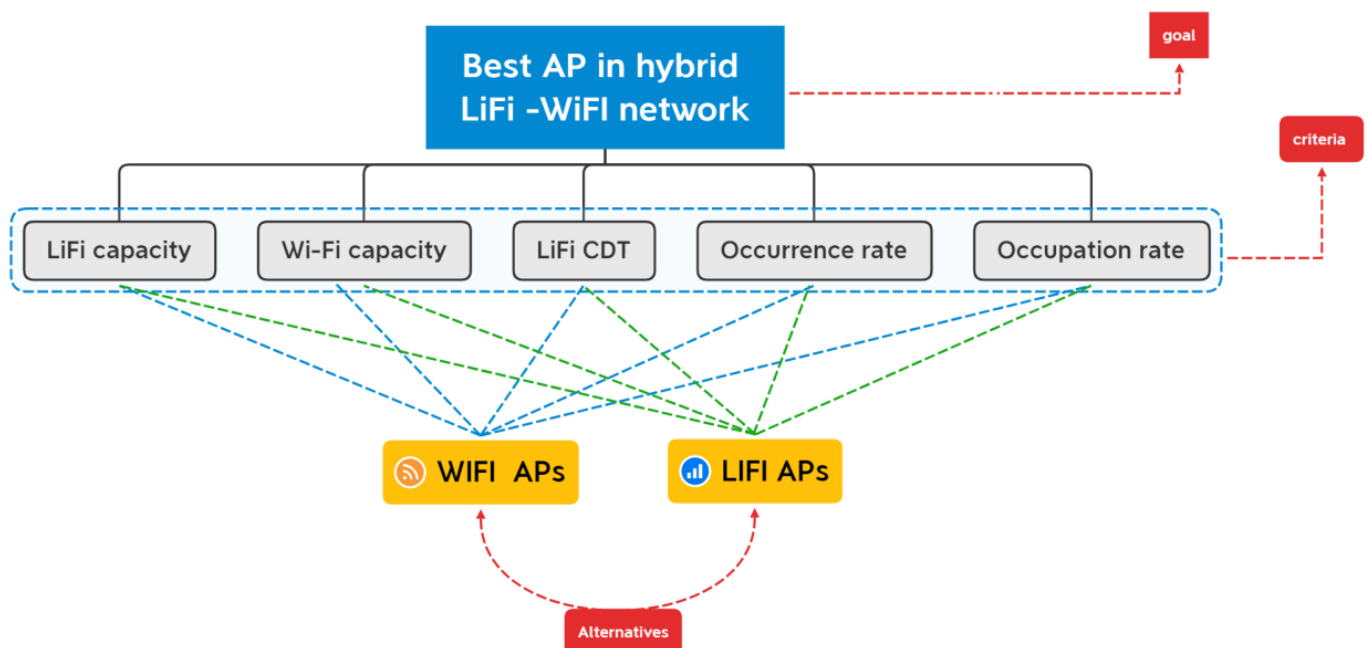 goal
Best AP in hybrid
LiFi -WiFI network
criteria
LiFi capacity
Wi-Fi capacity
LiFi CDT
Occurrence rate
Occupation rate
WIFI APs
LIFI APs
Alternatives